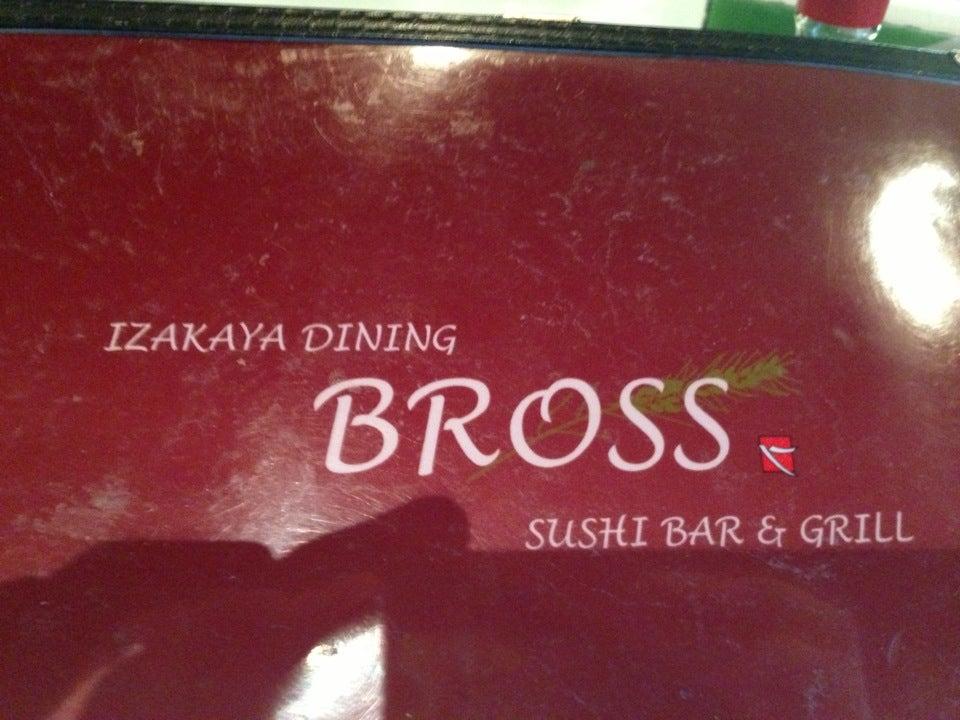 IZAKAYA DINING
BROSS
SUSHI BAR & GRILL